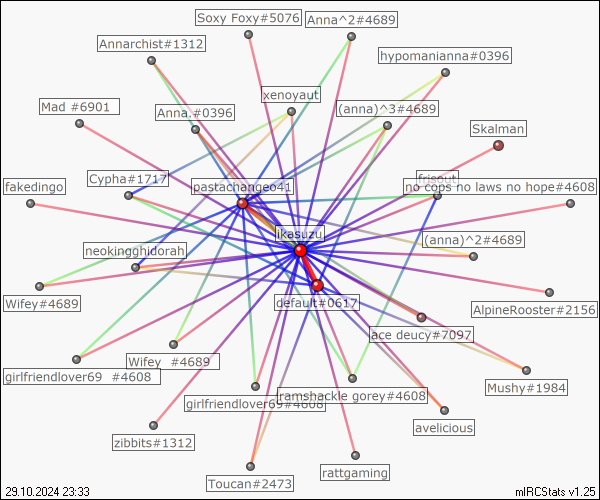 Soxy Foxy#5076
Anna^2#4689
Annarchist#1312
hypomanianna#0396
xenoyaut
Mad #6901
Anna.#0396
(anna)^3#4689
Skalman
Cypha#1717
frisout
fakedingo
pastachangeo41
no cops no laws no hope#4608
ikasuzu
(anna)^2#4689
neokingghidorah
Wifey#4689
default#0617
AlpineRooster#2156
ace deucy#7097
Wifey #4689
girlfriendlover69 #4608
Mushy#1984
girlfriendlover69#4608
ramshackle gorey#4608
zibbits#1312
avelicious
Toucan#2473
rattgaming
29.10.2024 23:33
mIRCStats v1.25